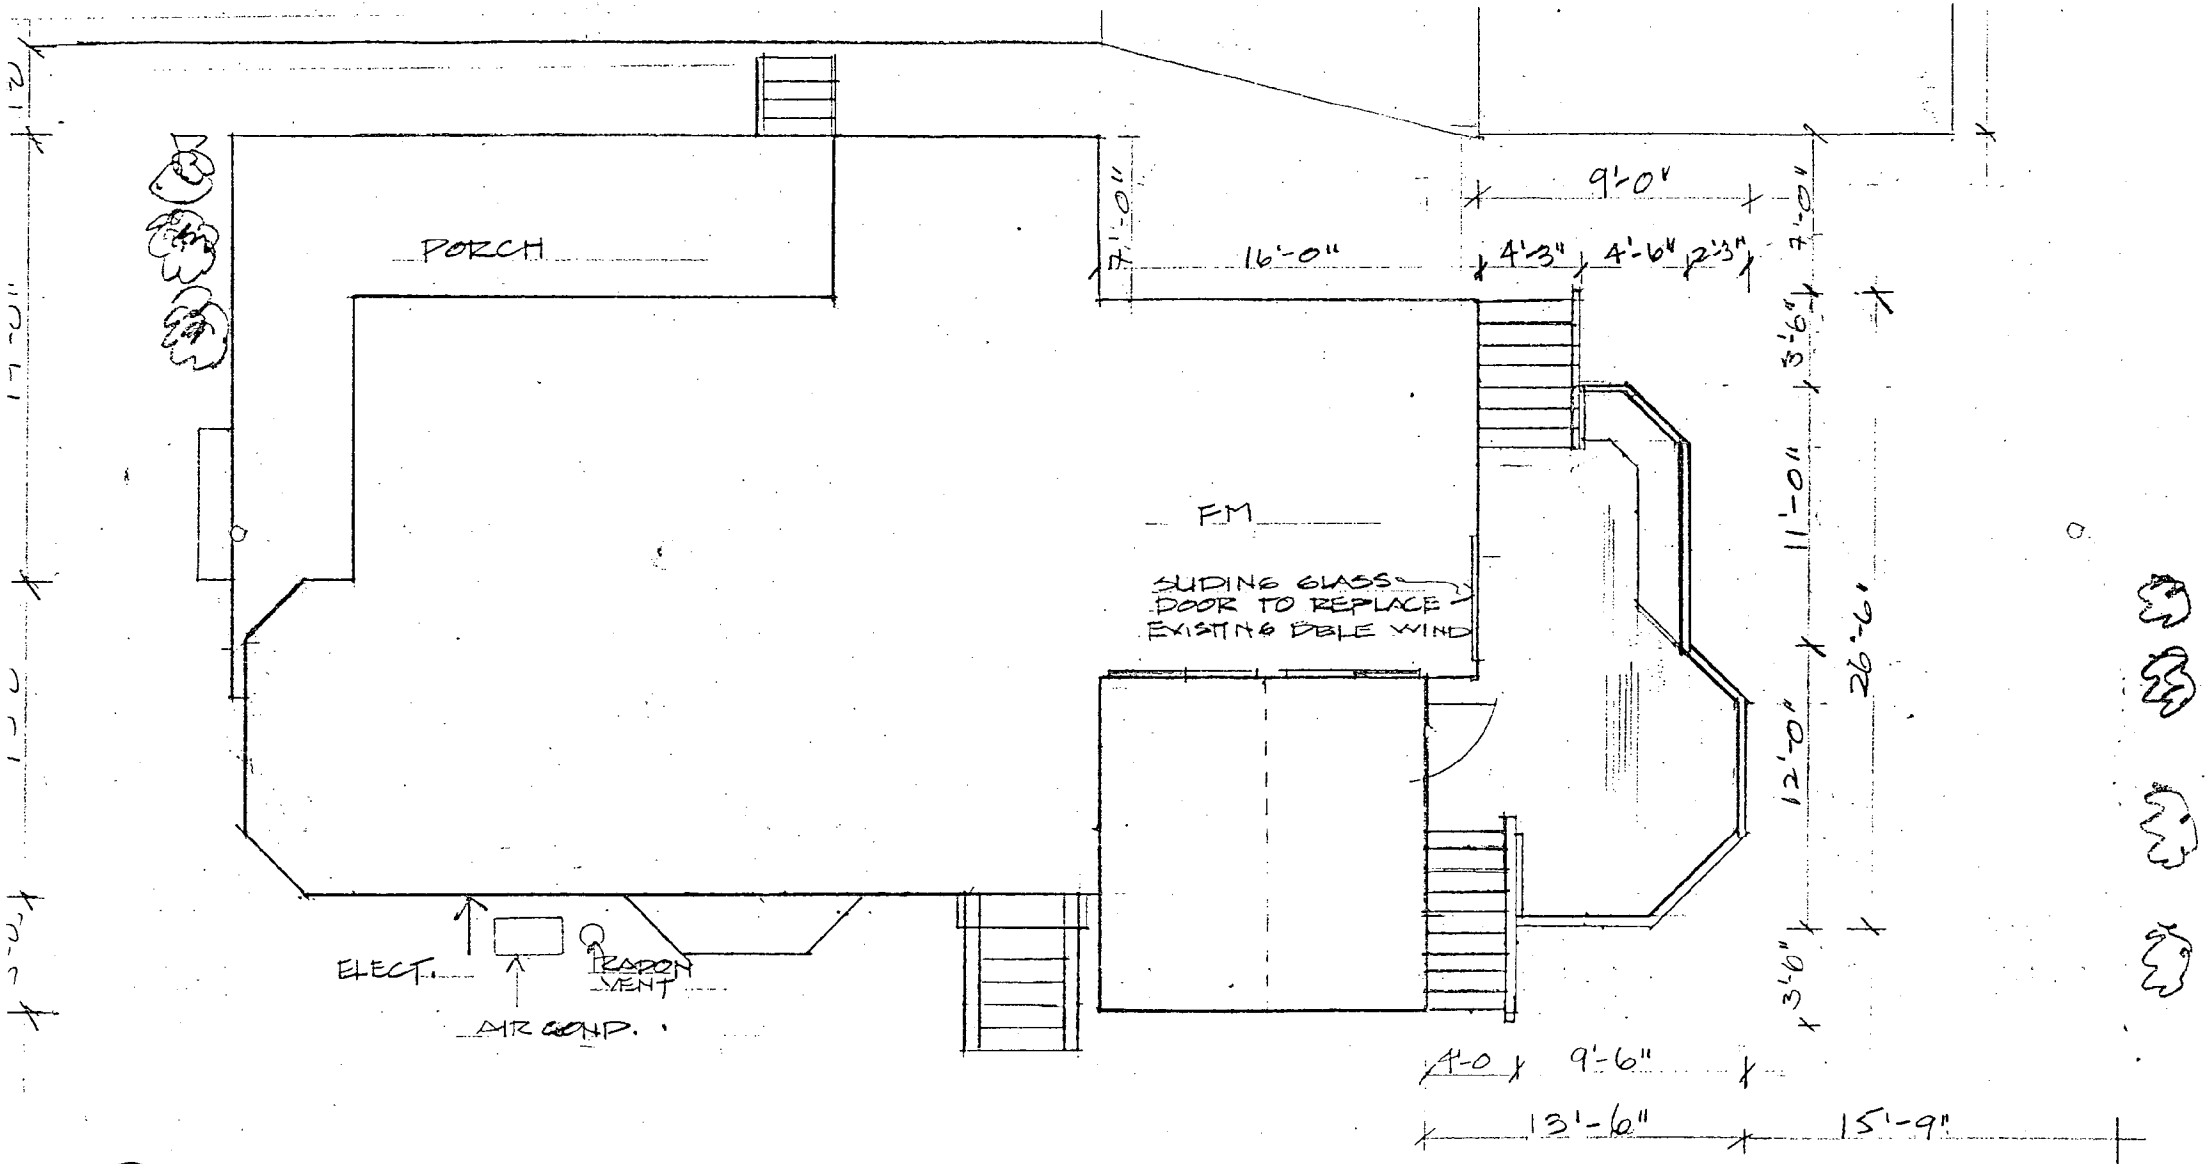 9'-0"
7'-0"
7'-0"
PORCH
16'-0"
4'-3"
4'-6"
2'3"
3'-6"
11'-0"
FM
SLIDING GLASS
DOOR TO REPLACE
EXISTING DBLE WIND
26'-6"
12'-0"
ELECT.
RADON
VENT
AIR COND.
3'-6"
4'-0
9'-6"
13'-6"
15'-9"